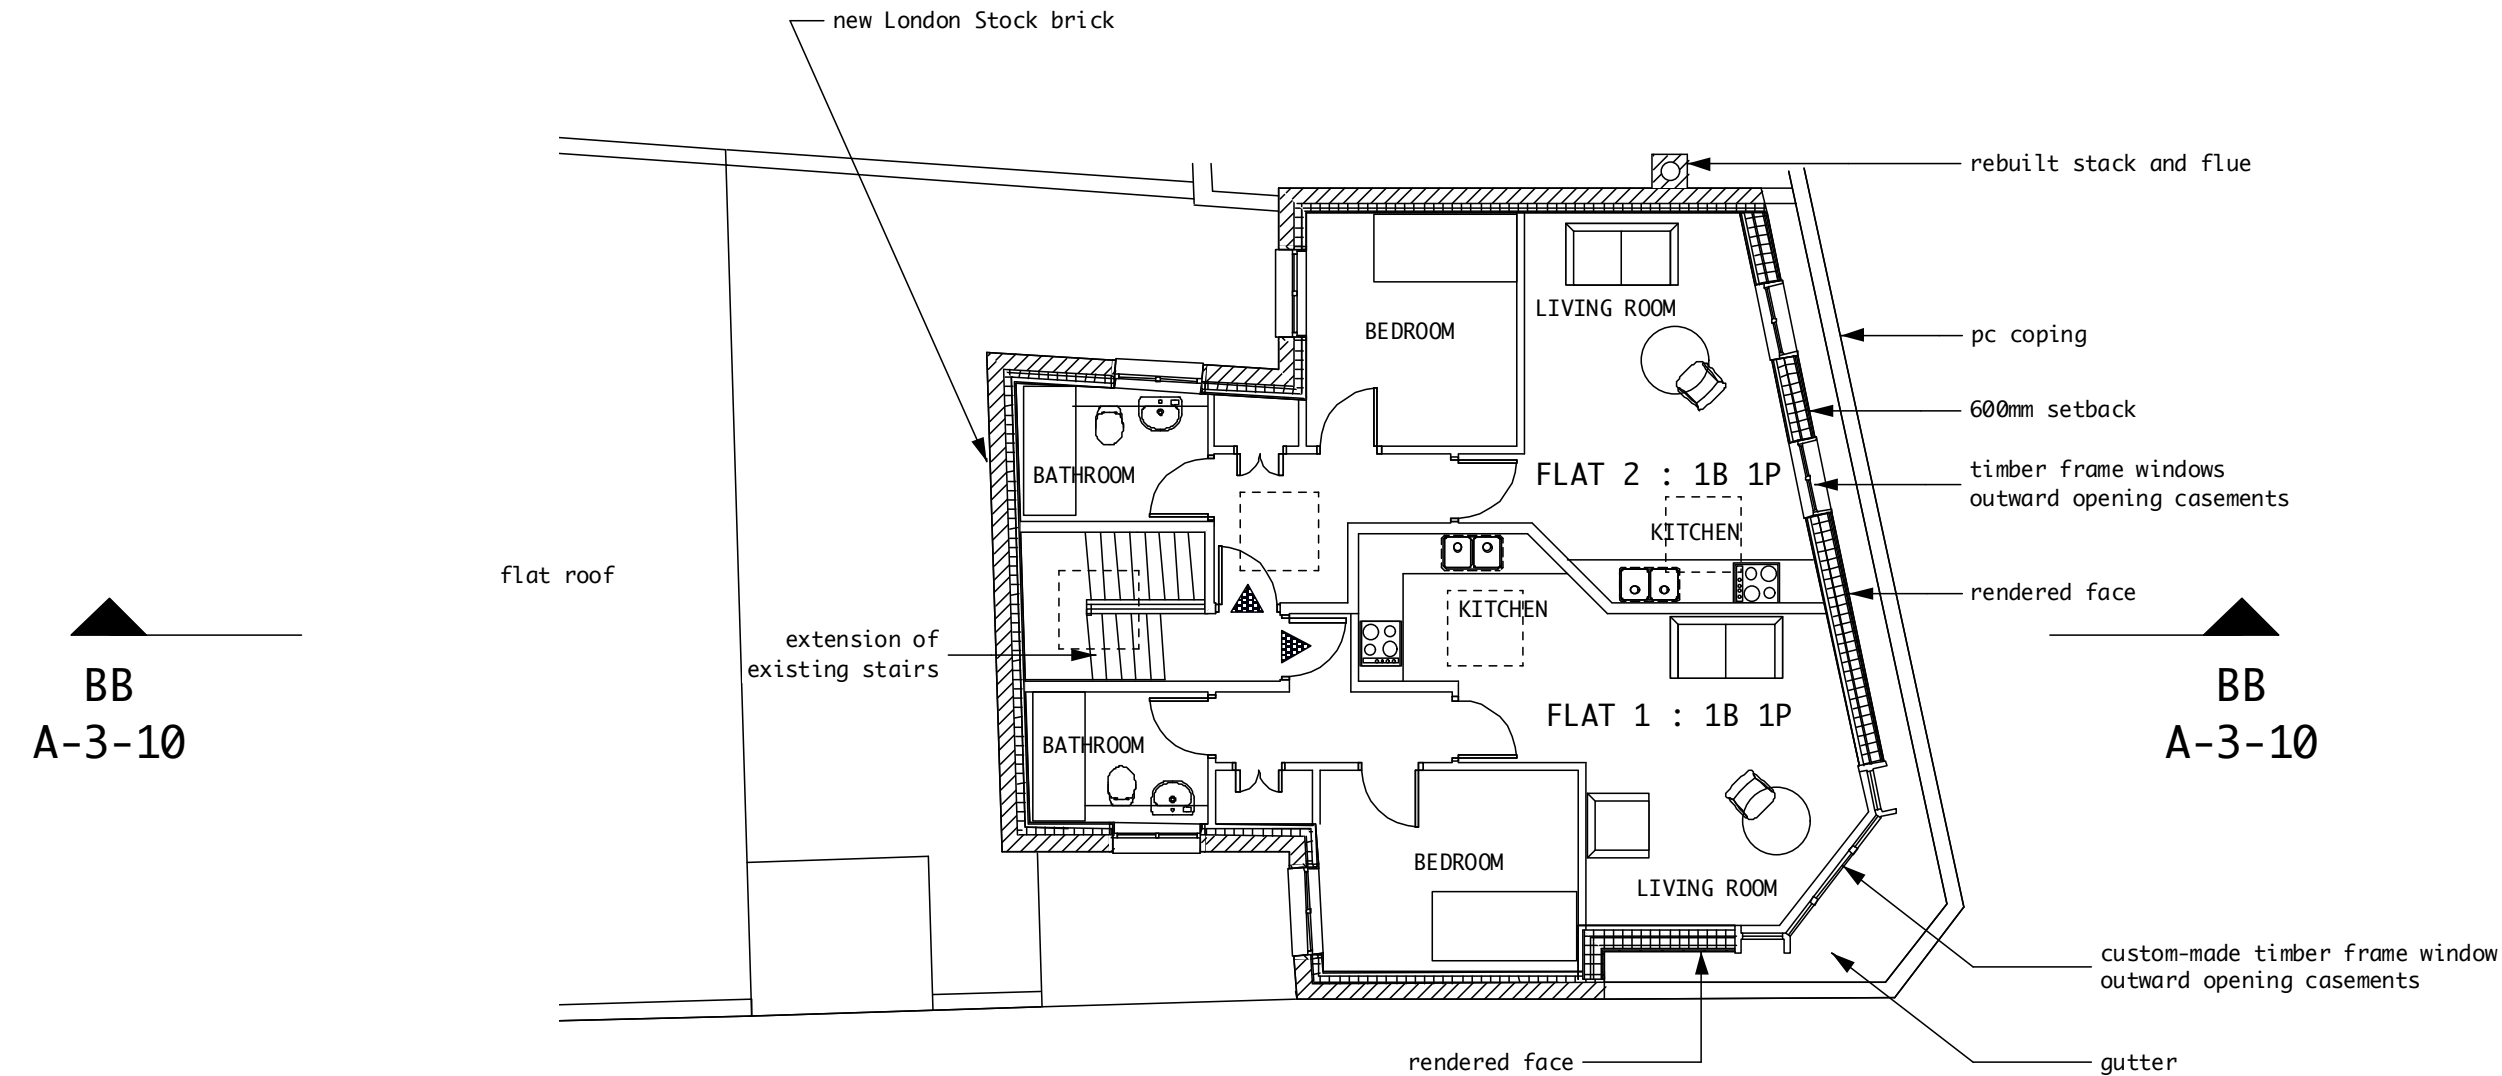 new London Stock brick
rebuilt stack and flue
LIVING ROOM
BEDROOM
pc coping
600mm setback
BATHROOM
FLAT 2 : 1B 1P
timber frame windows
outward opening casements
KITCHEN
flat roof
rendered face
KITCHEN
extension of
existing stairs
BB
A-3-10
BB
A-3-10
FLAT 1 : 1B 1P
BATHROOM
BEDROOM
LIVING ROOM
custom-made timber frame window
outward opening casements
rendered face
gutter